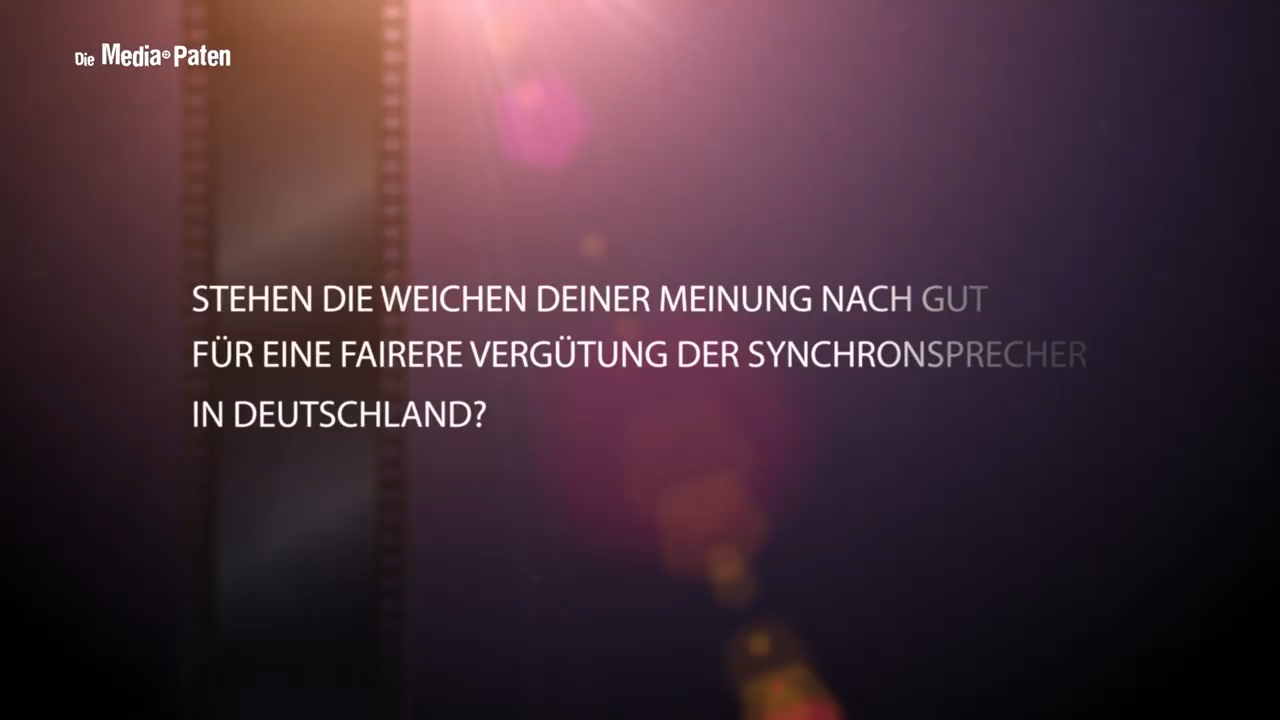 Die Media Paten
STEHEN DIE WEICHEN DEINER MEINUNG NACH GUT
FÜR EINE FAIRERE VERGÜTUNG DER SYNCHRONSPRECHER
IN DEUTSCHLAND?